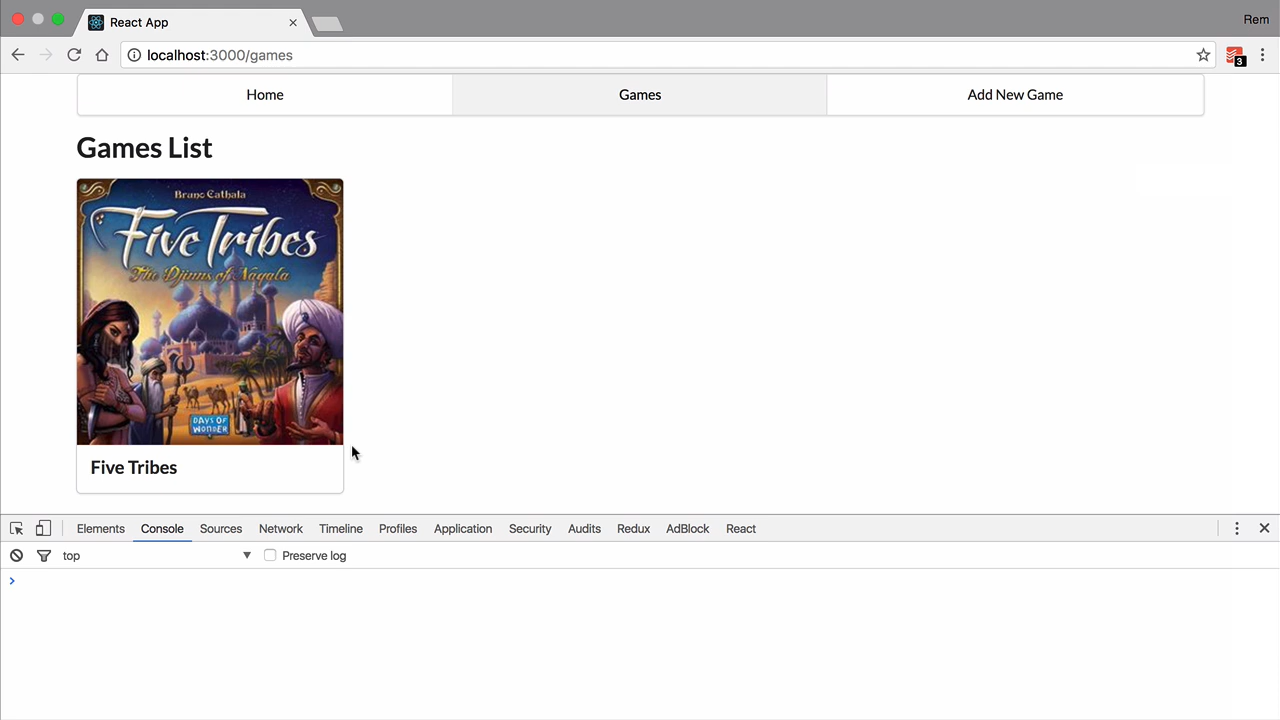 React App
Rem
localhost:3000/games
3
Home Games Add New Game
Games List
Bruno Cathala
Five Tribes
The Djinns of Naqala
DAYS OF
WONDER
Five Tribes
Elements Console Sources Network Timeline Profiles Application Security Audits Redux AdBlock React
top Preserve log